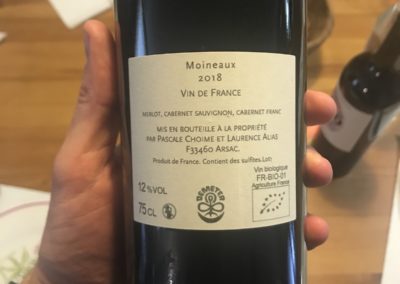 Moineaux
2018
VIN DE FRANCE
MERLOT, CABERNET SAUVIGNON, CABERNET FRANC
MIS EN BOUTEILLE À LA PROPRIÉTÉ
PAR PASCALE CHOIME ET LAURENCE ALIAS
F33460 ARSAC.
Produit de France. Contient des sulfites.Lot:
12%VOL
75CL
DEMETER
Vin biologique
FR-BIO-01
Agriculture France